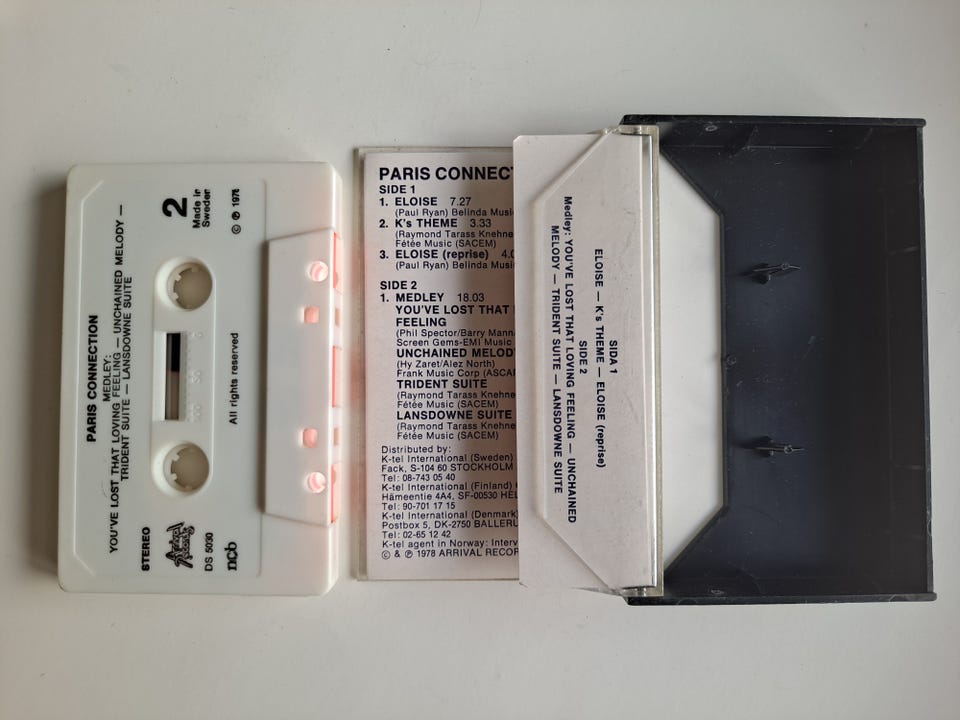 PARIS CONNECTION
MEDLEY:
YOU'VE LOST THAT LOVING FEELING — UNCHAINED MELODY —
TRIDENT SUITE — LANSDOWNE SUITE
2
Made in
Sweden
STEREO
Arrival Records
DS 5030
ncb
All rights reserved
© ℗ 1978
PARIS CONNECT
SIDE 1
1. ELOISE 7.27
(Paul Ryan) Belinda Musi
2. K's THEME 3.33
(Raymond Tarass Knehne
Fétée Music (SACEM)
3. ELOISE (reprise) 4.0
(Paul Ryan) Belinda Musi
SIDE 2
1. MEDLEY 18.03
YOU'VE LOST THAT
FEELING
(Phil Spector/Barry Mann/
Screen Gems-EMI Music
UNCHAINED MELOD
(Hy Zaret/Alez North)
Frank Music Corp (ASCAP
TRIDENT SUITE
(Raymond Tarass Knehne
Fétée Music (SACEM)
LANSDOWNE SUITE
(Raymond Tarass Knehne
Fétée Music (SACEM)
Distributed by:
K-tel International (Sweden)
Fack, S-104 60 STOCKHOLM
Tel: 08-743 05 40
K-tel International (Finland)
Hämeentie 4A4, SF-00530 HEL
Tel: 90-701 17 15
K-tel International (Denmark)
Postbox 5, DK-2750 BALLERU
Tel: 02-65 12 42
K-tel agent in Norway: Interv
© & ℗ 1978 ARRIVAL RECOR
SIDA 1
ELOISE — K's THEME — ELOISE (reprise)
SIDE 2
Medley: YOU'VE LOST THAT LOVING FEELING — UNCHAINED
MELODY — TRIDENT SUITE — LANSDOWNE SUITE